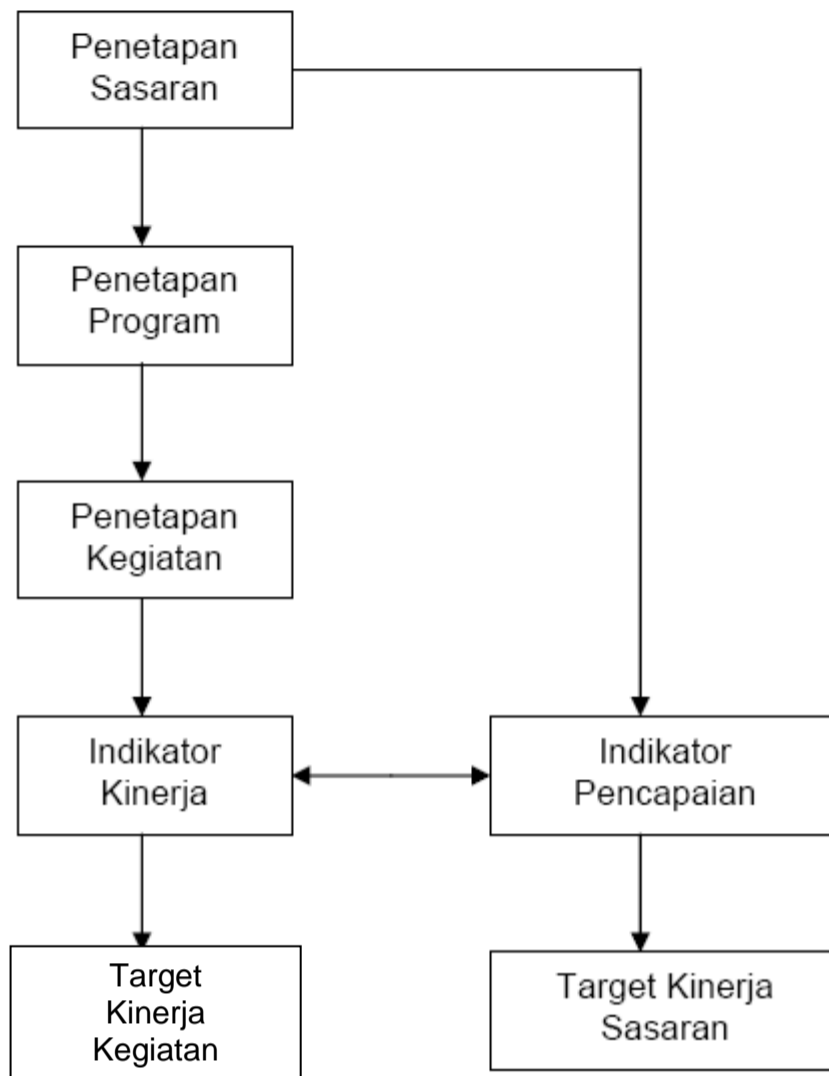 Penetapan
Sasaran
Penetapan
Program
Penetapan
Kegiatan
Indikator
Kinerja
Indikator
Pencapaian
Target
Kinerja
Kegiatan
Target Kinerja
Sasaran